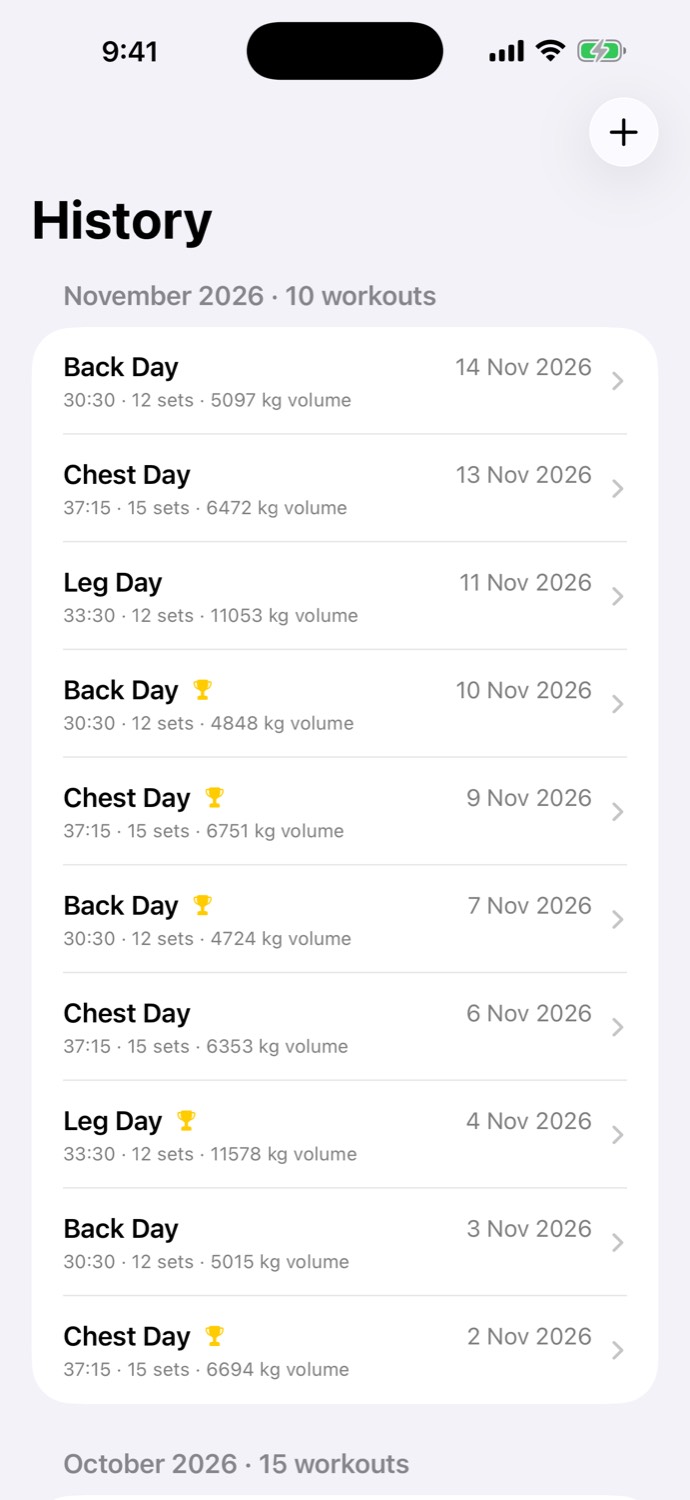 9:41
History
November 2026 · 10 workouts
Back Day 14 Nov 2026
30:30 · 12 sets · 5097 kg volume
Chest Day 13 Nov 2026
37:15 · 15 sets · 6472 kg volume
Leg Day 11 Nov 2026
33:30 · 12 sets · 11053 kg volume
Back Day 10 Nov 2026
30:30 · 12 sets · 4848 kg volume
Chest Day 9 Nov 2026
37:15 · 15 sets · 6751 kg volume
Back Day 7 Nov 2026
30:30 · 12 sets · 4724 kg volume
Chest Day 6 Nov 2026
37:15 · 15 sets · 6353 kg volume
Leg Day 4 Nov 2026
33:30 · 12 sets · 11578 kg volume
Back Day 3 Nov 2026
30:30 · 12 sets · 5015 kg volume
Chest Day 2 Nov 2026
37:15 · 15 sets · 6694 kg volume
October 2026 · 15 workouts